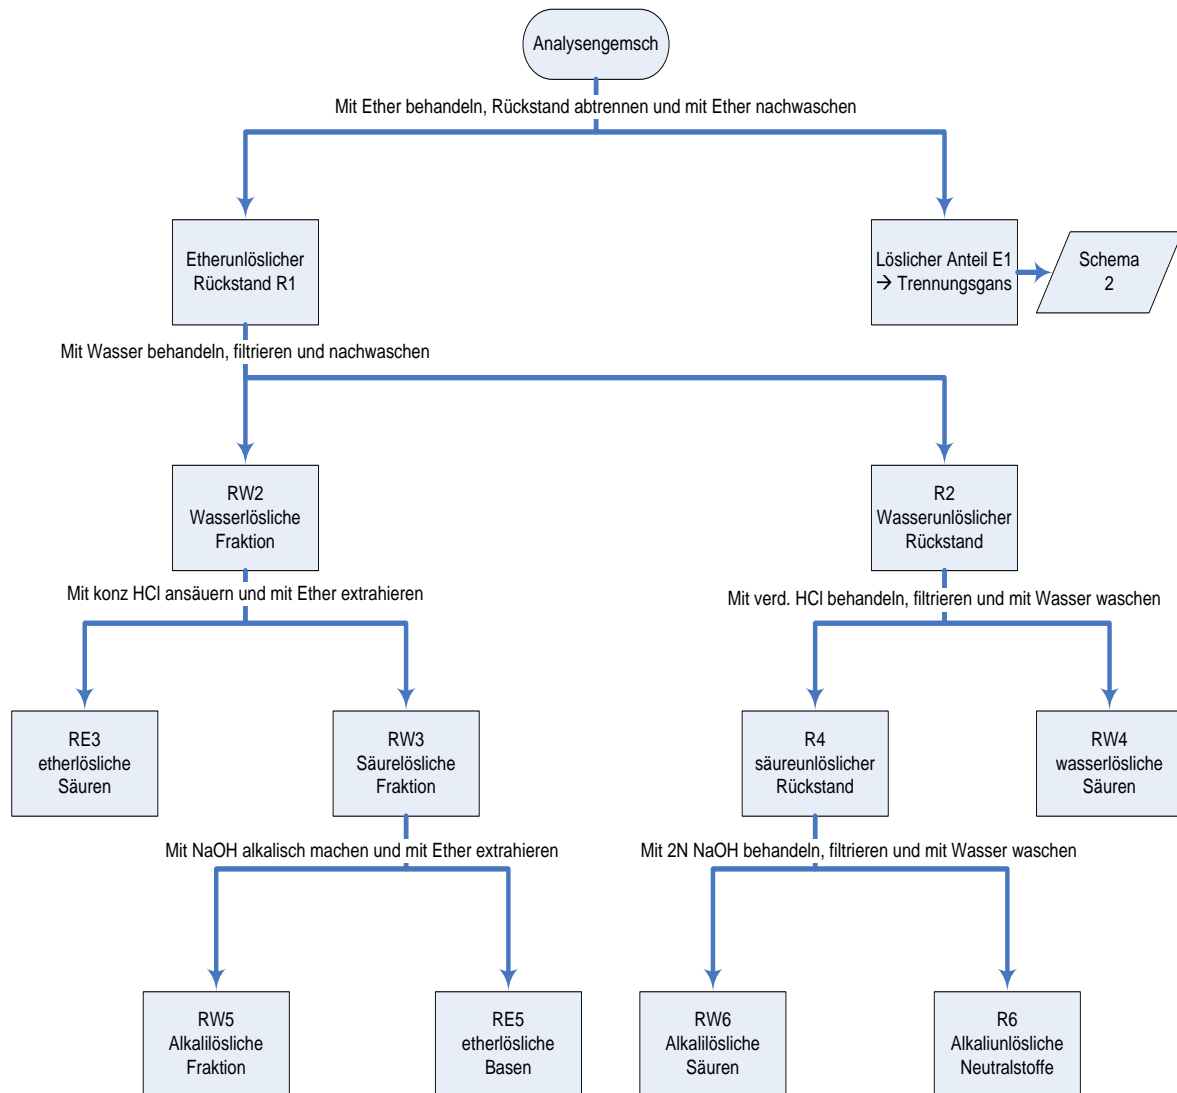 Analysengemsch
Mit Ether behandeln, Rückstand abtrennen und mit Ether nachwaschen
Etherunlöslicher
Rückstand R1
Löslicher Anteil E1
→ Trennungsgans
Schema
2
Mit Wasser behandeln, filtrieren und nachwaschen
RW2
Wasserlösliche
Fraktion
R2
Wasserunlöslicher
Rückstand
Mit konz HCl ansäuern und mit Ether extrahieren
Mit verd. HCl behandeln, filtrieren und mit Wasser waschen
RE3
etherlösliche
Säuren
RW3
Säurelösliche
Fraktion
R4
säureunlöslicher
Rückstand
RW4
wasserlösliche
Säuren
Mit NaOH alkalisch machen und mit Ether extrahieren
Mit 2N NaOH behandeln, filtrieren und mit Wasser waschen
RW5
Alkalilösliche
Fraktion
RE5
etherlösliche
Basen
RW6
Alkalilösliche
Säuren
R6
Alkaliunlösliche
Neutralstoffe